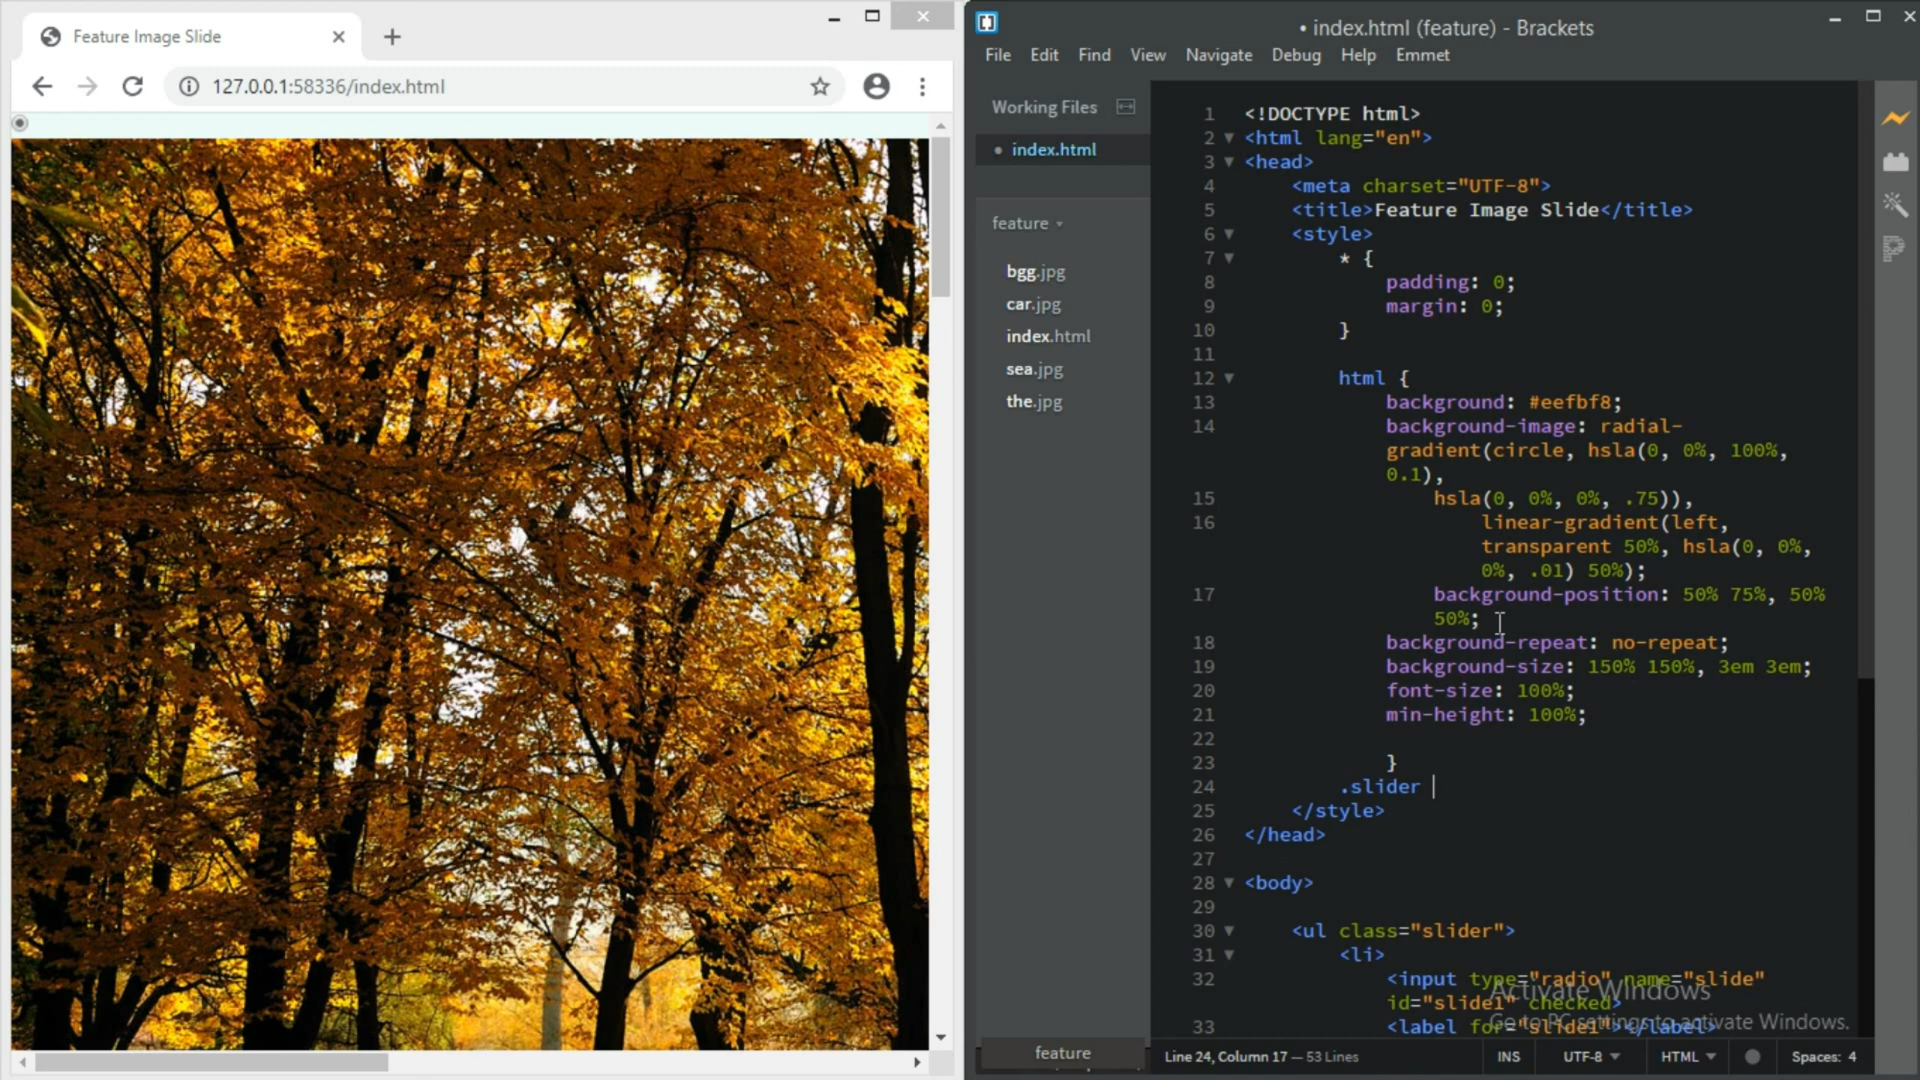 Feature Image Slide
127.0.0.1:58336/index.html
• index.html (feature) - Brackets
File Edit Find View Navigate Debug Help Emmet
Working Files
• index.html
feature
bgg.jpg
car.jpg
index.html
sea.jpg
the.jpg
1 <!DOCTYPE html>
2 <html lang="en">
3 <head>
4 <meta charset="UTF-8">
5 <title>Feature Image Slide</title>
6 <style>
7 * {
8 padding: 0;
9 margin: 0;
10 }
11
12 html {
13 background: #eefbf8;
14 background-image: radial-
gradient(circle, hsla(0, 0%, 100%,
0.1),
15 hsla(0, 0%, 0%, .75)),
16 linear-gradient(left,
transparent 50%, hsla(0, 0%,
0%, .01) 50%);
17 background-position: 50% 75%, 50%
50%;
18 background-repeat: no-repeat;
19 background-size: 150% 150%, 3em 3em;
20 font-size: 100%;
21 min-height: 100%;
22
23 }
24 .slider
25 </style>
26 </head>
27
28 <body>
29
30 <ul class="slider">
31 <li>
32 <input type="radio" name="slide"
id="slide1" checked>
33 <label for="slide1"></label>
Activate Windows
Go to PC settings to activate Windows.
feature
Line 24, Column 17 — 53 Lines
INS
UTF-8
HTML
Spaces: 4